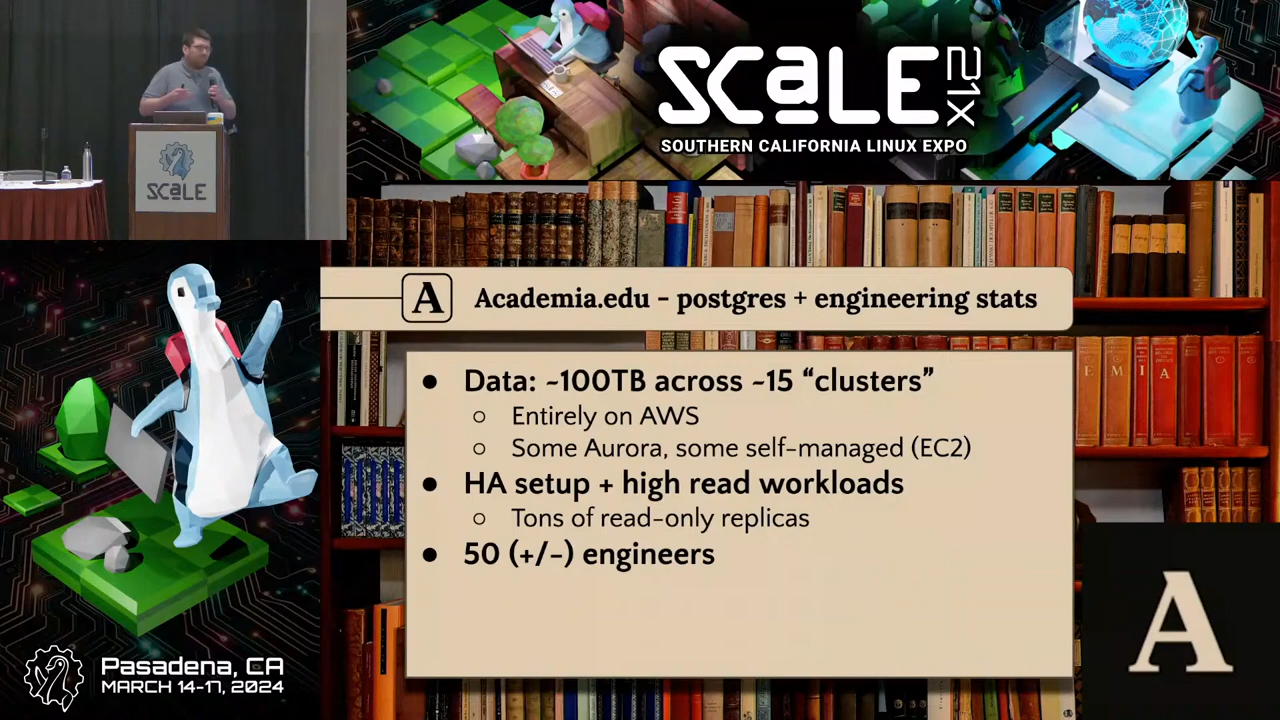 SCaLE 21x
SOUTHERN CALIFORNIA LINUX EXPO
SCaLE
A
Academia.edu - postgres + engineering stats
● Data: ~100TB across ~15 “clusters”
○ Entirely on AWS
○ Some Aurora, some self-managed (EC2)
● HA setup + high read workloads
○ Tons of read-only replicas
● 50 (+/-) engineers
E M I A
A
Pasadena, CA
MARCH 14-17, 2024